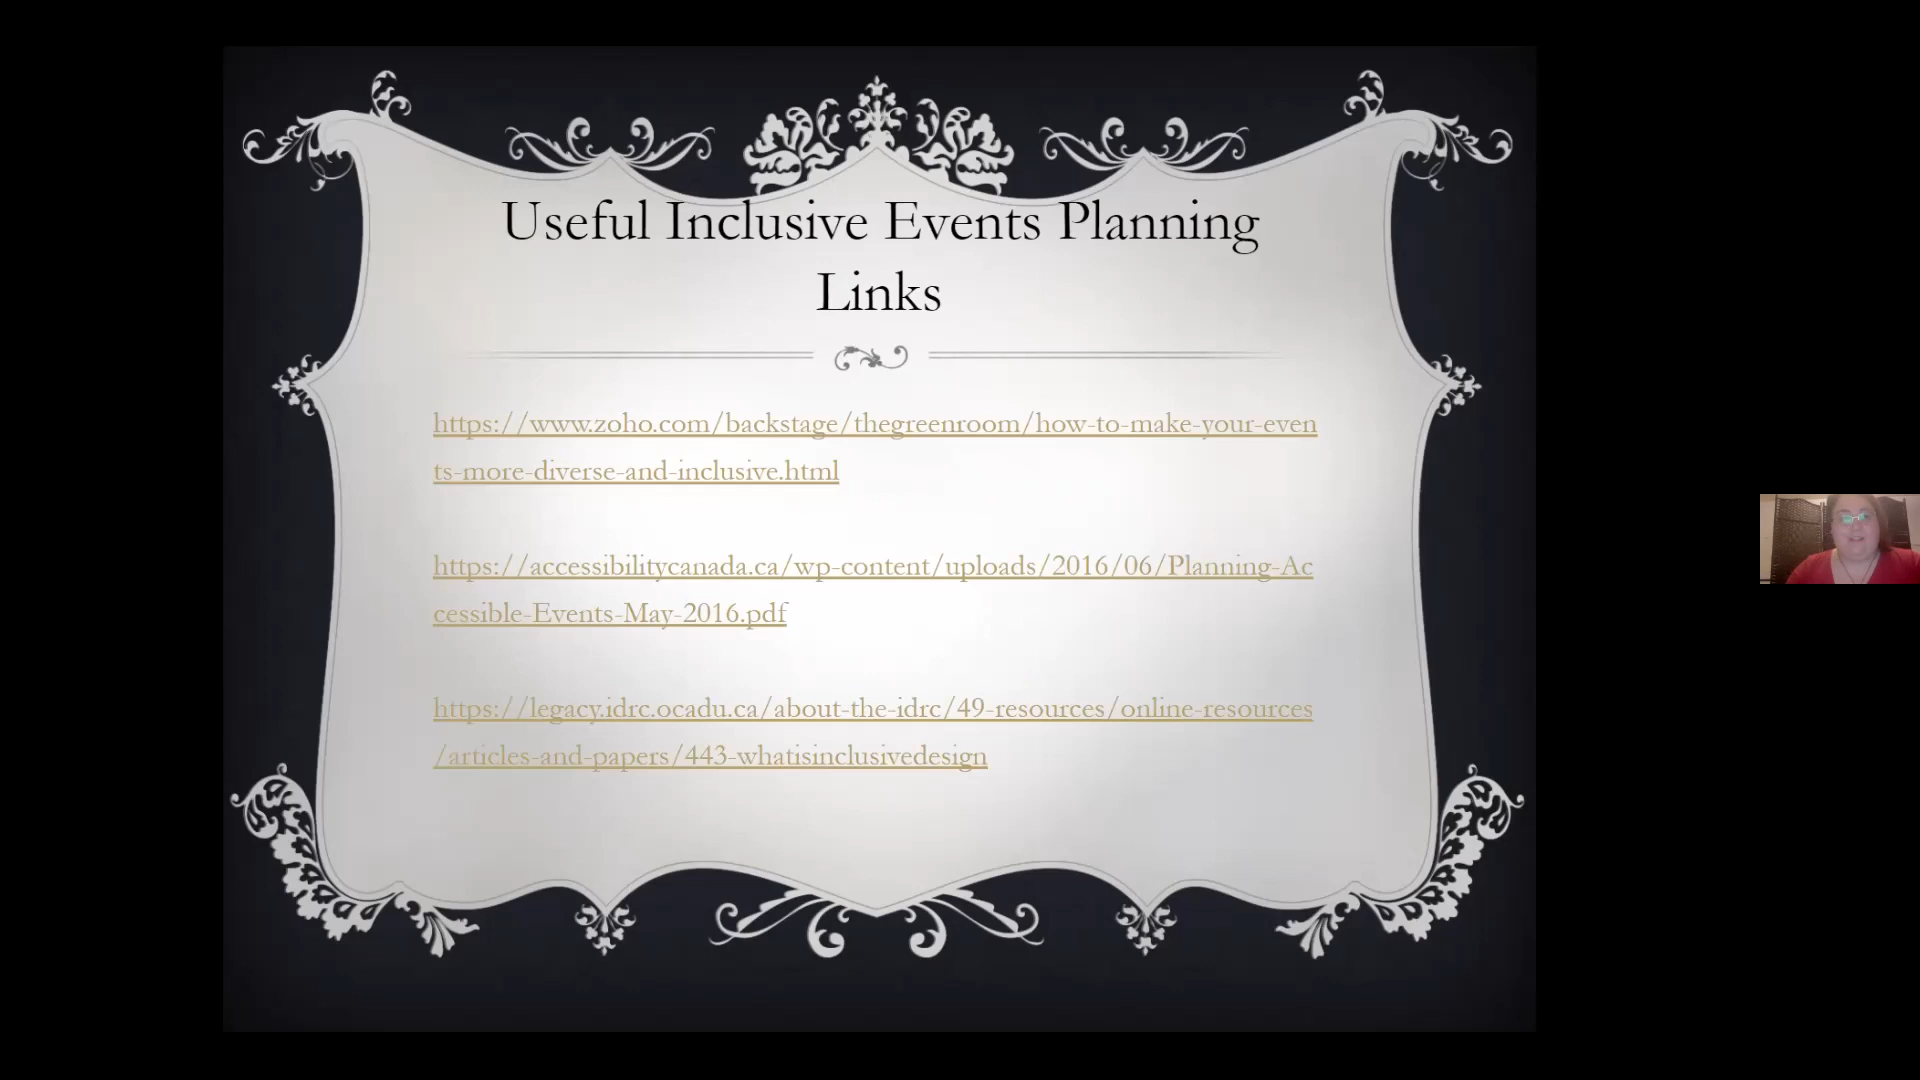 Useful Inclusive Events Planning
Links
https://www.zoho.com/backstage/thegreenroom/how-to-make-your-even
ts-more-diverse-and-inclusive.html
https://accessibilitycanada.ca/wp-content/uploads/2016/06/Planning-Ac
cessible-Events-May-2016.pdf
https://legacy.idrc.ocadu.ca/about-the-idrc/49-resources/online-resources
/articles-and-papers/443-whatisinclusivedesign